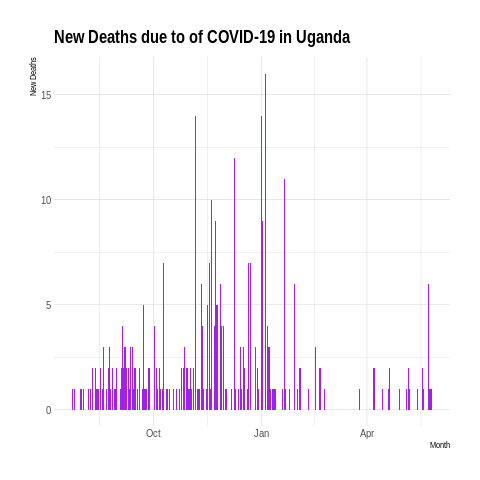 New Deaths due to of COVID-19 in Uganda
New Deaths
15
10
5
0
Oct
Jan
Apr
Month